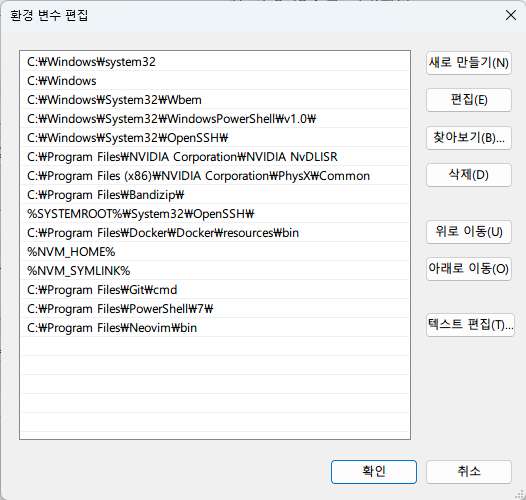 환경 변수 편집
C:₩Windows₩system32
C:₩Windows
C:₩Windows₩System32₩Wbem
C:₩Windows₩System32₩WindowsPowerShell₩v1.0₩
C:₩Windows₩System32₩OpenSSH₩
C:₩Program Files₩NVIDIA Corporation₩NVIDIA NvDLISR
C:₩Program Files (x86)₩NVIDIA Corporation₩PhysX₩Common
C:₩Program Files₩Bandizip₩
%SYSTEMROOT%₩System32₩OpenSSH₩
C:₩Program Files₩Docker₩Docker₩resources₩bin
%NVM_HOME%
%NVM_SYMLINK%
C:₩Program Files₩Git₩cmd
C:₩Program Files₩PowerShell₩7₩
C:₩Program Files₩Neovim₩bin
새로 만들기(N)
편집(E)
찾아보기(B)...
삭제(D)
위로 이동(U)
아래로 이동(O)
텍스트 편집(T)...
확인
취소